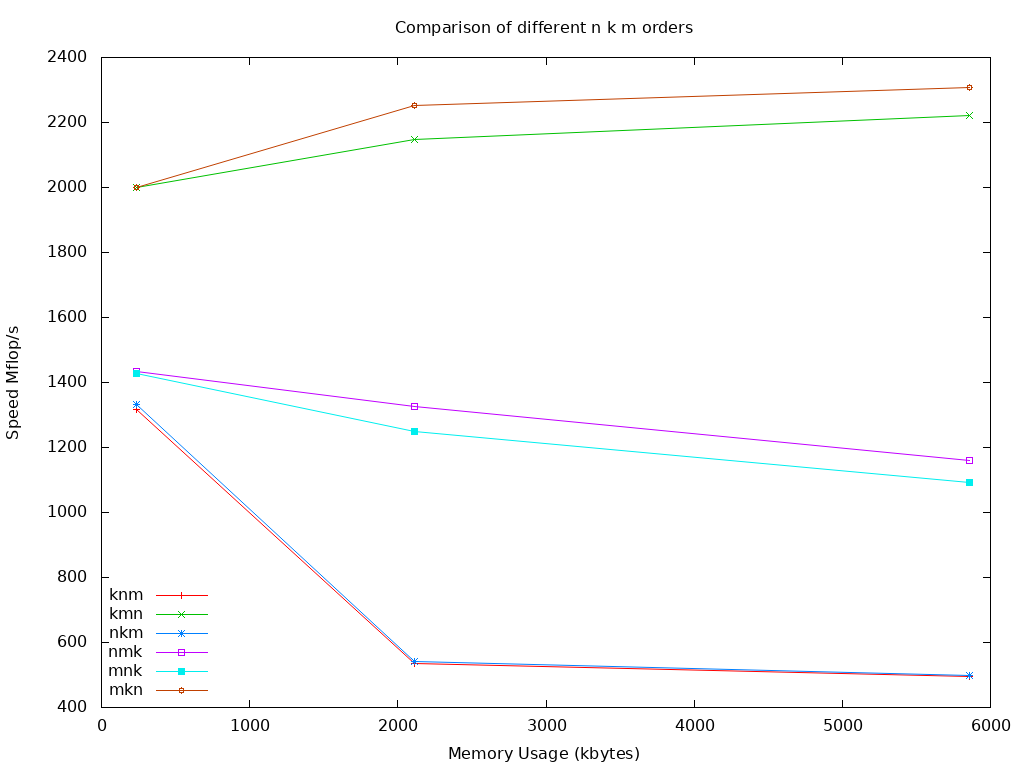 Comparison of different n k m orders
2400
2200
2000
1800
1600
1400
1200
1000
800
600
400
Speed Mflop/s
knm
kmn
nkm
nmk
mnk
mkn
0 1000 2000 3000 4000 5000 6000
Memory Usage (kbytes)